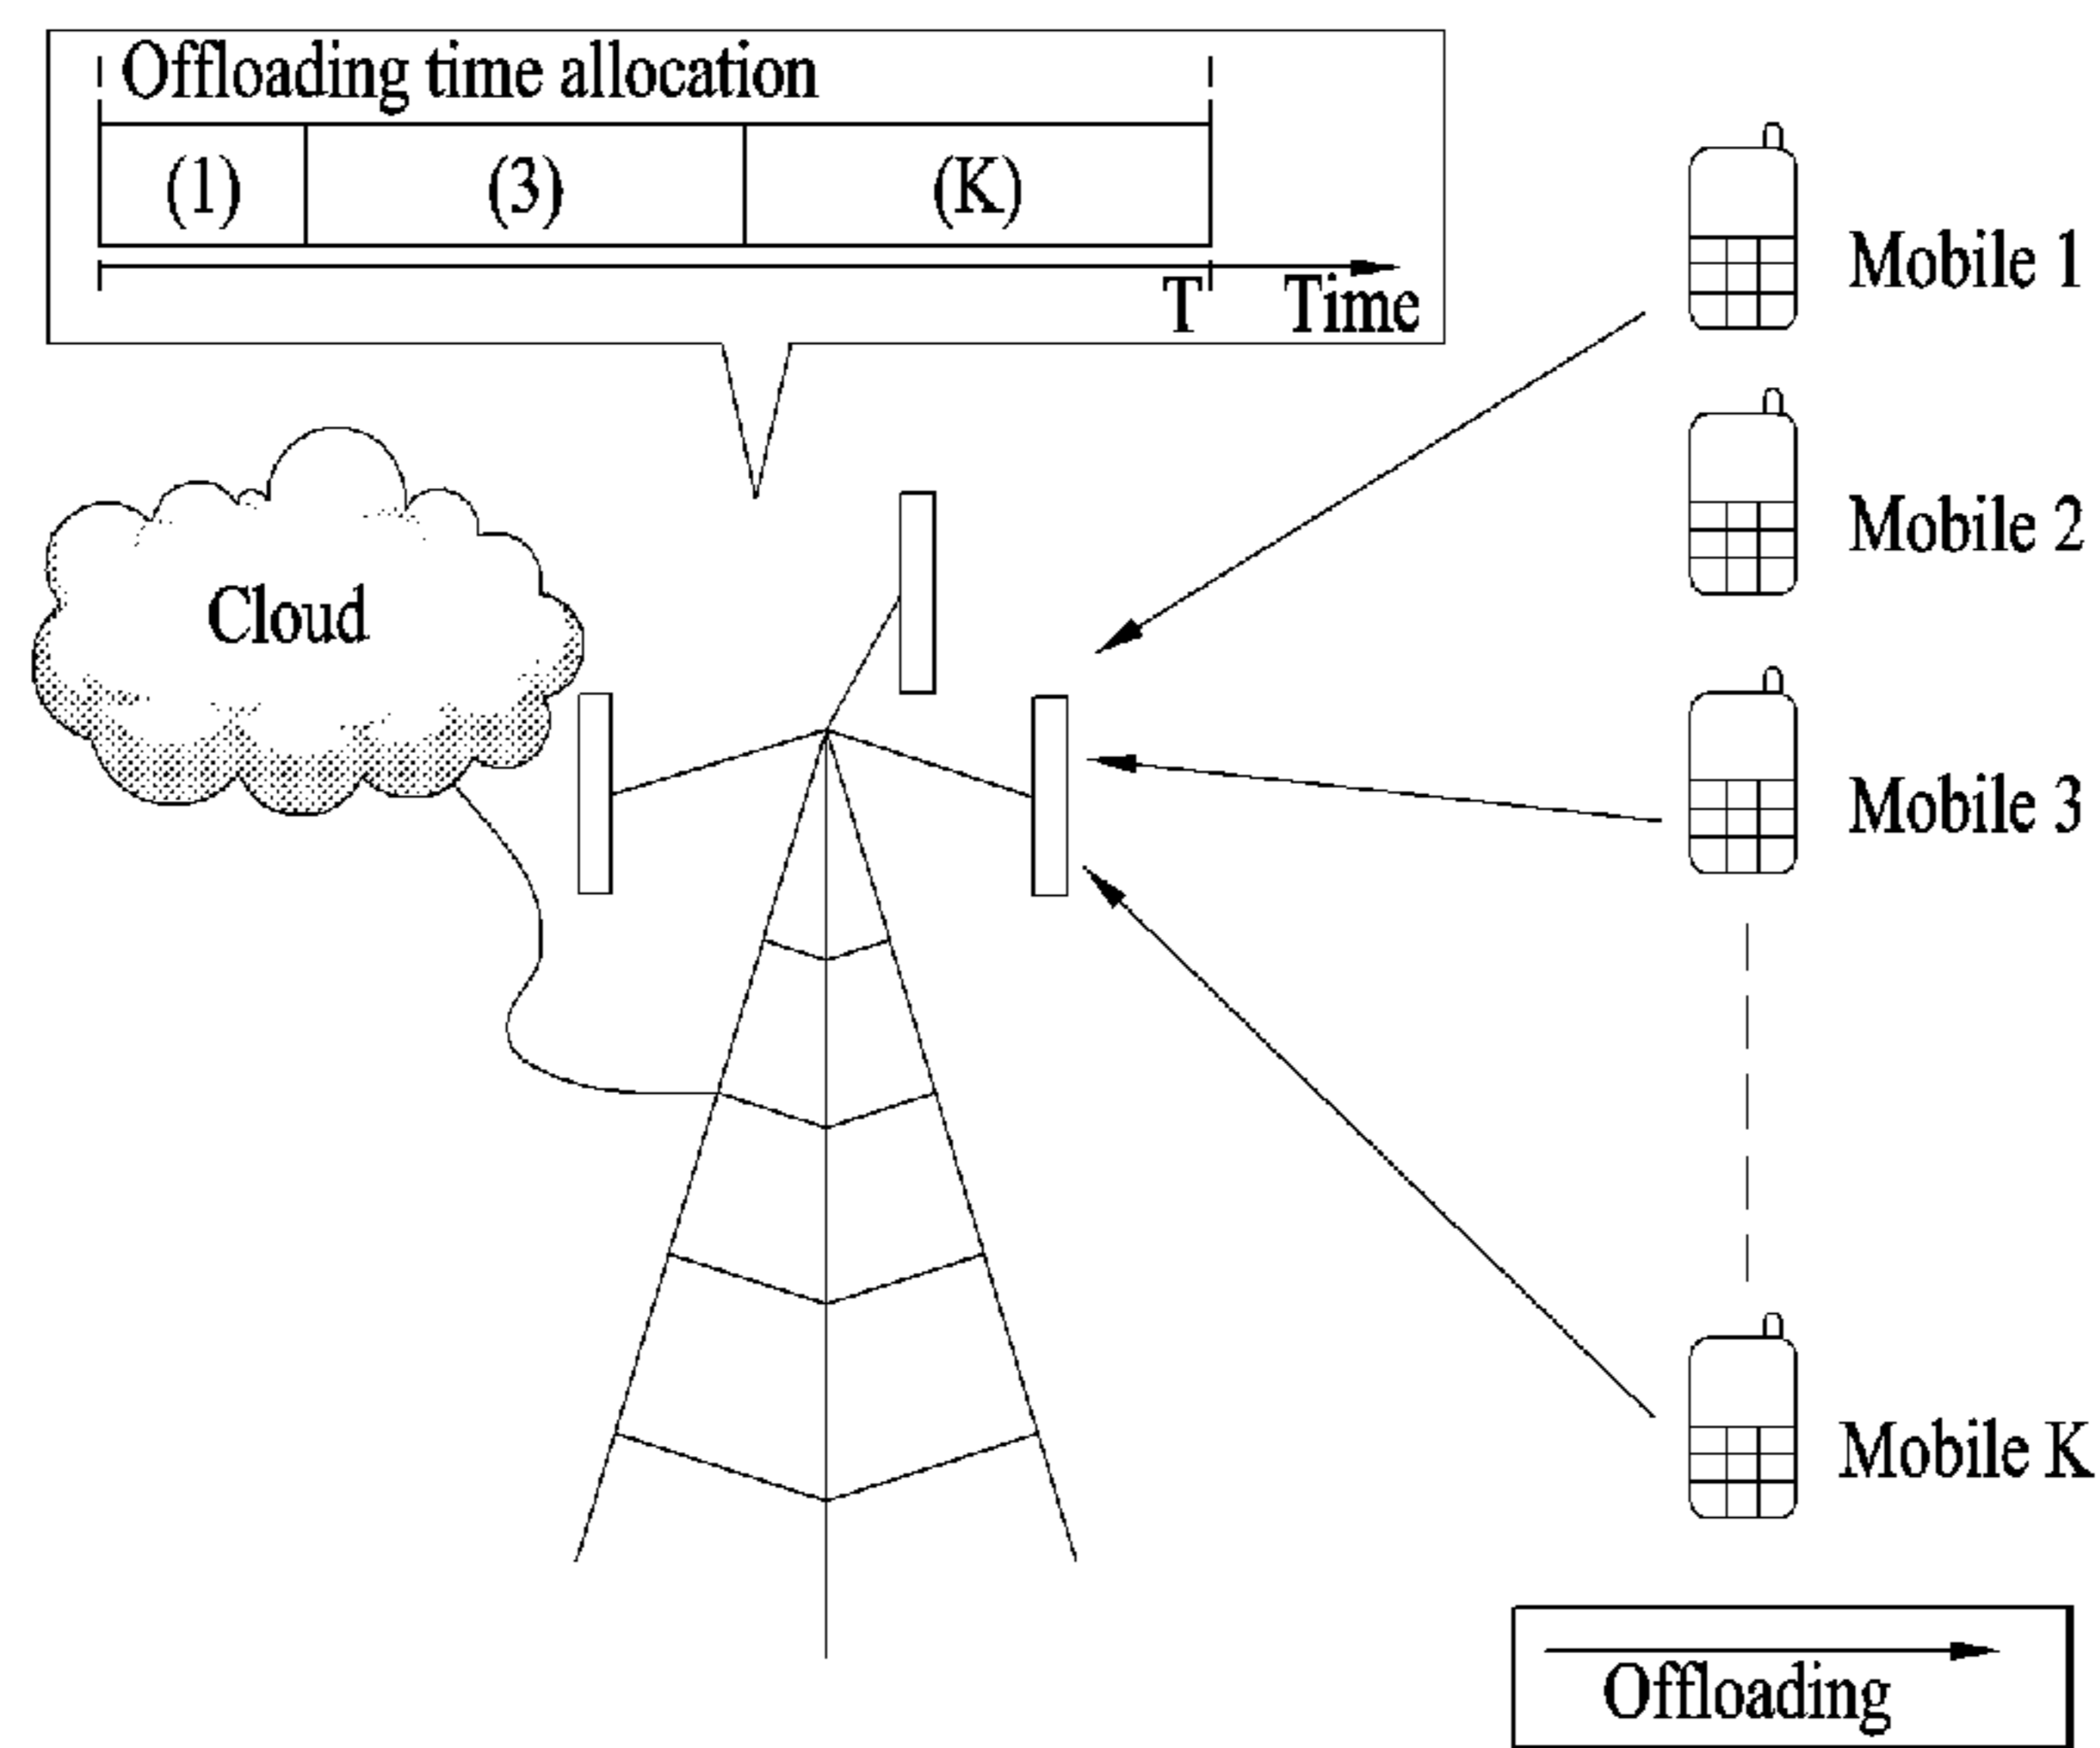 Offloading time allocation
(1) (3) (K)
T Time
Mobile 1
Mobile 2
Cloud
Mobile 3
Mobile K
Offloading